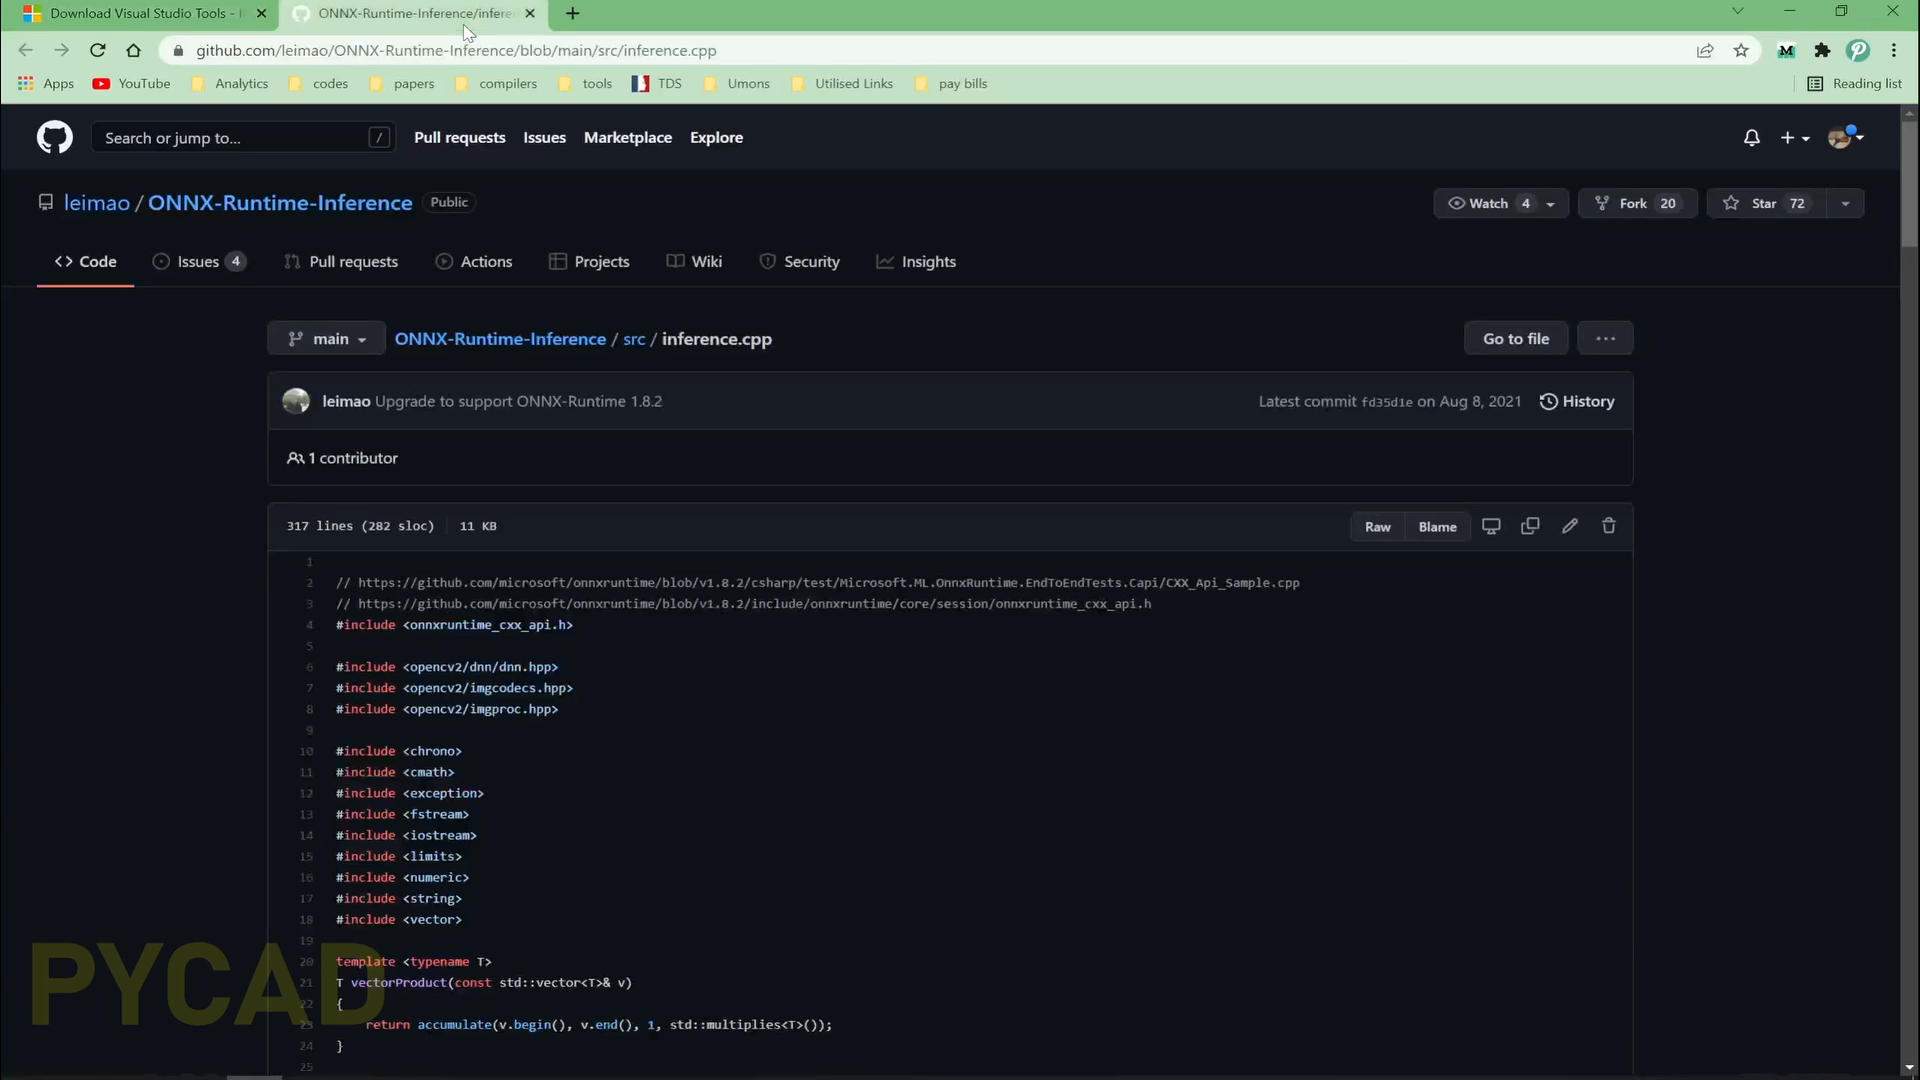 Download Visual Studio Tools -
ONNX-Runtime-Inference/infere
github.com/leimao/ONNX-Runtime-Inference/blob/main/src/inference.cpp
Apps YouTube Analytics codes papers compilers tools TDS Umons Utilised Links pay bills Reading list
Search or jump to... / Pull requests Issues Marketplace Explore
leimao / ONNX-Runtime-Inference Public Watch 4 Fork 20 Star 72
<> Code Issues 4 Pull requests Actions Projects Wiki Security Insights
main ONNX-Runtime-Inference / src / inference.cpp Go to file ...
leimao Upgrade to support ONNX-Runtime 1.8.2 Latest commit fd35d1e on Aug 8, 2021 History
1 contributor
317 lines (282 sloc) 11 KB Raw Blame
1
2 // https://github.com/microsoft/onnxruntime/blob/v1.8.2/csharp/test/Microsoft.ML.OnnxRuntime.EndToEndTests.Capi/CXX_Api_Sample.cpp
3 // https://github.com/microsoft/onnxruntime/blob/v1.8.2/include/onnxruntime/core/session/onnxruntime_cxx_api.h
4 #include <onnxruntime_cxx_api.h>
5
6 #include <opencv2/dnn/dnn.hpp>
7 #include <opencv2/imgcodecs.hpp>
8 #include <opencv2/imgproc.hpp>
9
10 #include <chrono>
11 #include <cmath>
12 #include <exception>
13 #include <fstream>
14 #include <iostream>
15 #include <limits>
16 #include <numeric>
17 #include <string>
18 #include <vector>
19
20 template <typename T>
21 T vectorProduct(const std::vector<T>& v)
22 {
23 return accumulate(v.begin(), v.end(), 1, std::multiplies<T>());
24 }
25
PYCAD